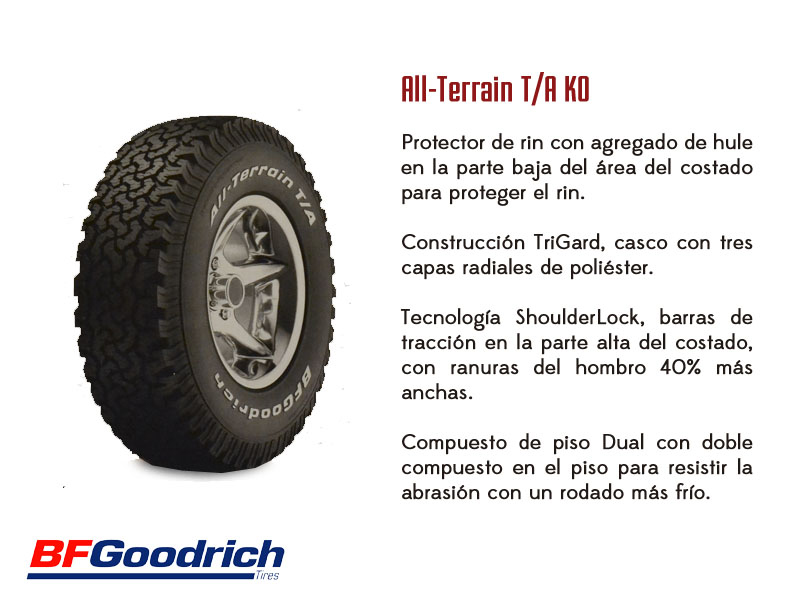 All-Terrain T/A KO
Protector de rin con agregado de hule
en la parte baja del área del costado
para proteger el rin.
Construcción TriGard, casco con tres
capas radiales de poliéster.
Tecnología ShoulderLock, barras de
tracción en la parte alta del costado,
con ranuras del hombro 40% más
anchas.
Compuesto de piso Dual con doble
compuesto en el piso para resistir la
abrasión con un rodado más frío.
All-Terrain T/A
BFGoodrich
BFGoodrich
Tires